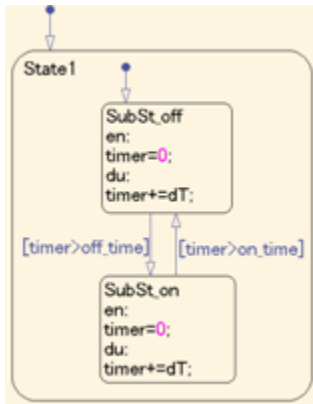 State1
SubSt_off
en:
timer=0;
du:
timer+=dT;
[timer>off_time]
[timer>on_time]
SubSt_on
en:
timer=0;
du:
timer+=dT;